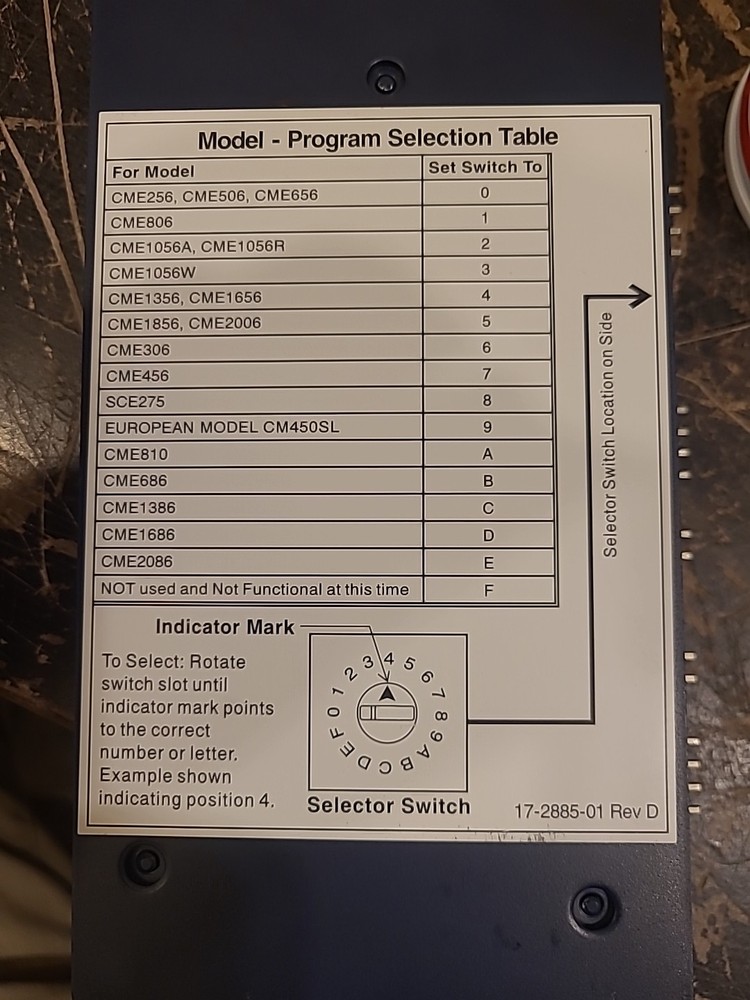 Model - Program Selection Table
For Model Set Switch To
CME256, CME506, CME656 0
CME806 1
CME1056A, CME1056R 2
CME1056W 3
CME1356, CME1656 4
CME1856, CME2006 5
CME306 6
CME456 7
SCE275 8
EUROPEAN MODEL CM450SL 9
CME810 A
CME686 B
CME1386 C
CME1686 D
CME2086 E
NOT used and Not Functional at this time F
Selector Switch Location on Side
Indicator Mark
To Select: Rotate
switch slot until
indicator mark points
to the correct
number or letter.
Example shown
indicating position 4.
0 1 2 3 4 5 6 7 8 9 A B C D E F
Selector Switch
17-2885-01 Rev D